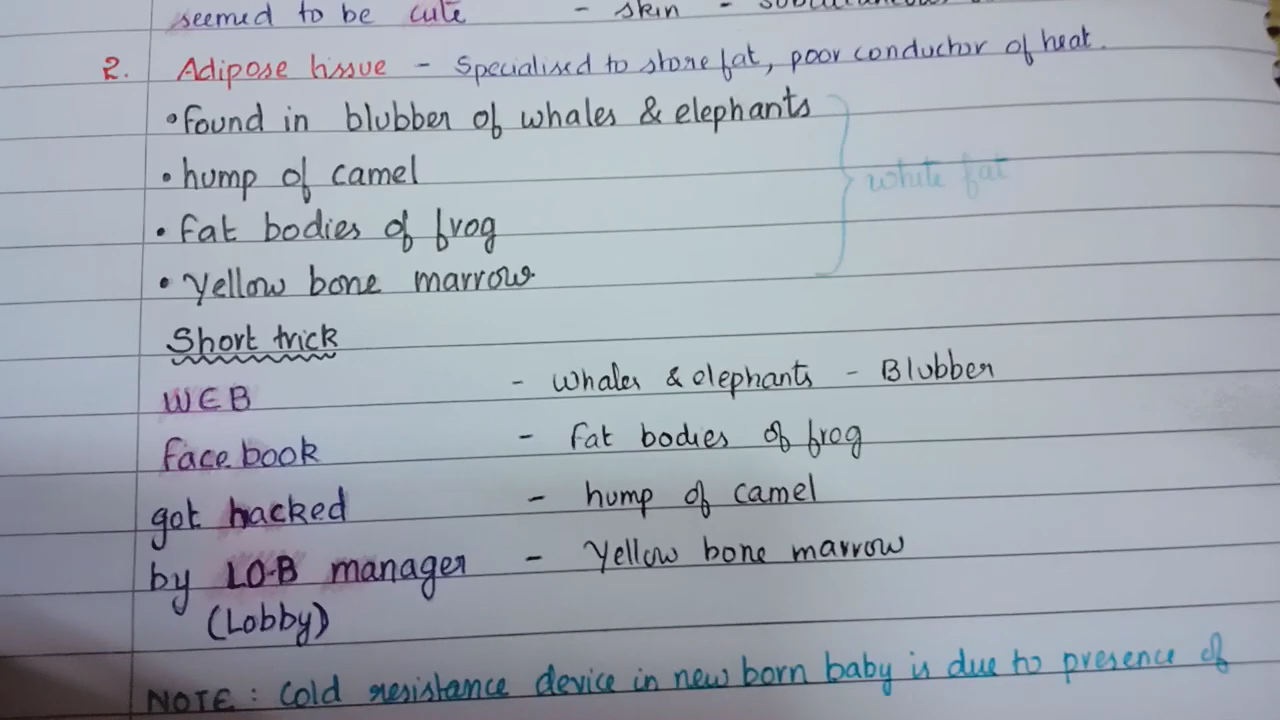 seemed to be cute - skin -
2. Adipose tissue - Specialised to store fat, poor conductor of heat.
• found in blubber of whales & elephants
• hump of camel
white fat
• fat bodies of frog
• Yellow bone marrow
Short trick
WEB - whales & elephants - Blubber
face book - fat bodies of frog
got hacked - hump of camel
by LO-B manager - Yellow bone marrow
(Lobby)
NOTE : Cold resistance device in new born baby is due to presence of